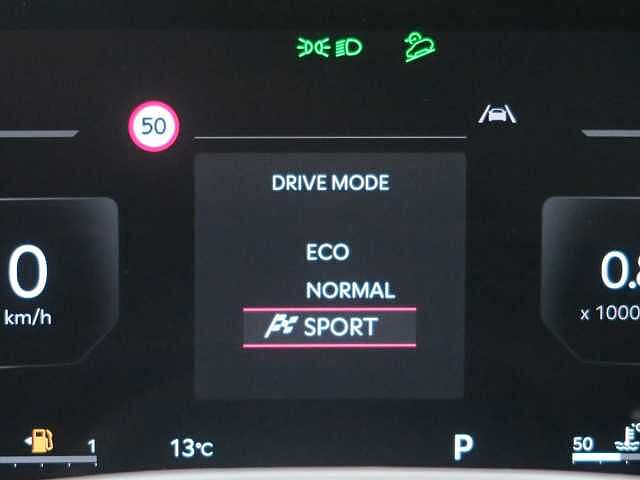 50
DRIVE MODE
ECO
NORMAL
SPORT
0
km/h
0.8
x 1000
1
13°C
P
50